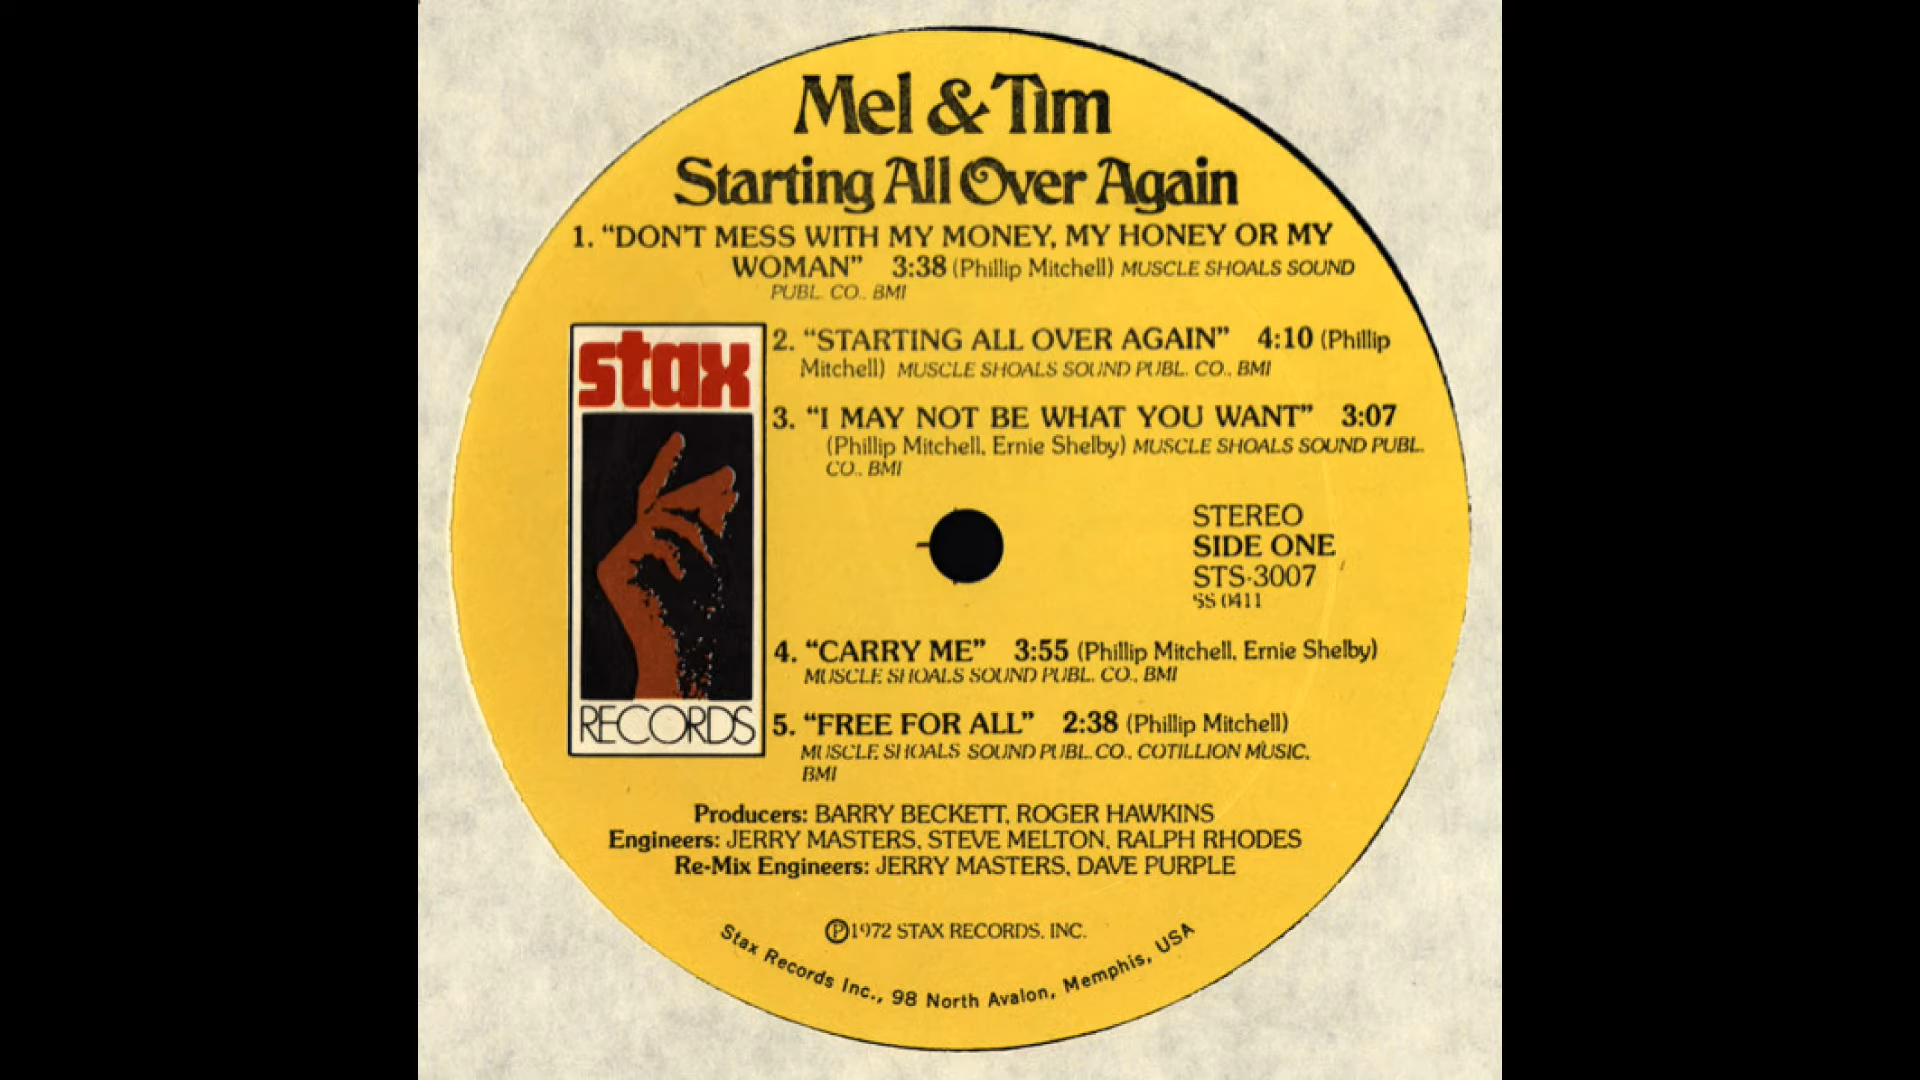 Mel & Tim
Starting All Over Again
1. “DON'T MESS WITH MY MONEY, MY HONEY OR MY
WOMAN” 3:38 (Phillip Mitchell) MUSCLE SHOALS SOUND
PUBL. CO., BMI
stax
RECORDS
2. “STARTING ALL OVER AGAIN” 4:10 (Phillip
Mitchell) MUSCLE SHOALS SOUND PUBL. CO., BMI
3. “I MAY NOT BE WHAT YOU WANT” 3:07
(Phillip Mitchell, Ernie Shelby) MUSCLE SHOALS SOUND PUBL.
CO., BMI
STEREO
SIDE ONE
STS-3007
SS 0411
4. “CARRY ME” 3:55 (Phillip Mitchell, Ernie Shelby)
MUSCLE SHOALS SOUND PUBL. CO., BMI
5. “FREE FOR ALL” 2:38 (Phillip Mitchell)
MUSCLE SHOALS SOUND PUBL. CO., COTILLION MUSIC,
BMI
Producers: BARRY BECKETT, ROGER HAWKINS
Engineers: JERRY MASTERS, STEVE MELTON, RALPH RHODES
Re-Mix Engineers: JERRY MASTERS, DAVE PURPLE
℗1972 STAX RECORDS, INC.
Stax Records Inc., 98 North Avalon, Memphis, USA